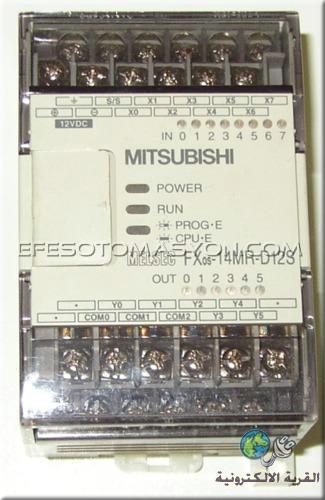 ⏚ S/S X1 X3 X5 X7
⊕ ⊖ X0 X2 X4 X6
12VDC
IN 0 1 2 3 4 5 6 7
MITSUBISHI
POWER
RUN
PROG·E
CPU·E
EFESOTOMASYON.COM
MELSEC FX0S-14MR-D12S
OUT 0 1 2 3 4 5
• Y0 Y1 Y2 Y4 •
• COM0 COM1 COM2 Y3 Y5
القرية الالكترونية